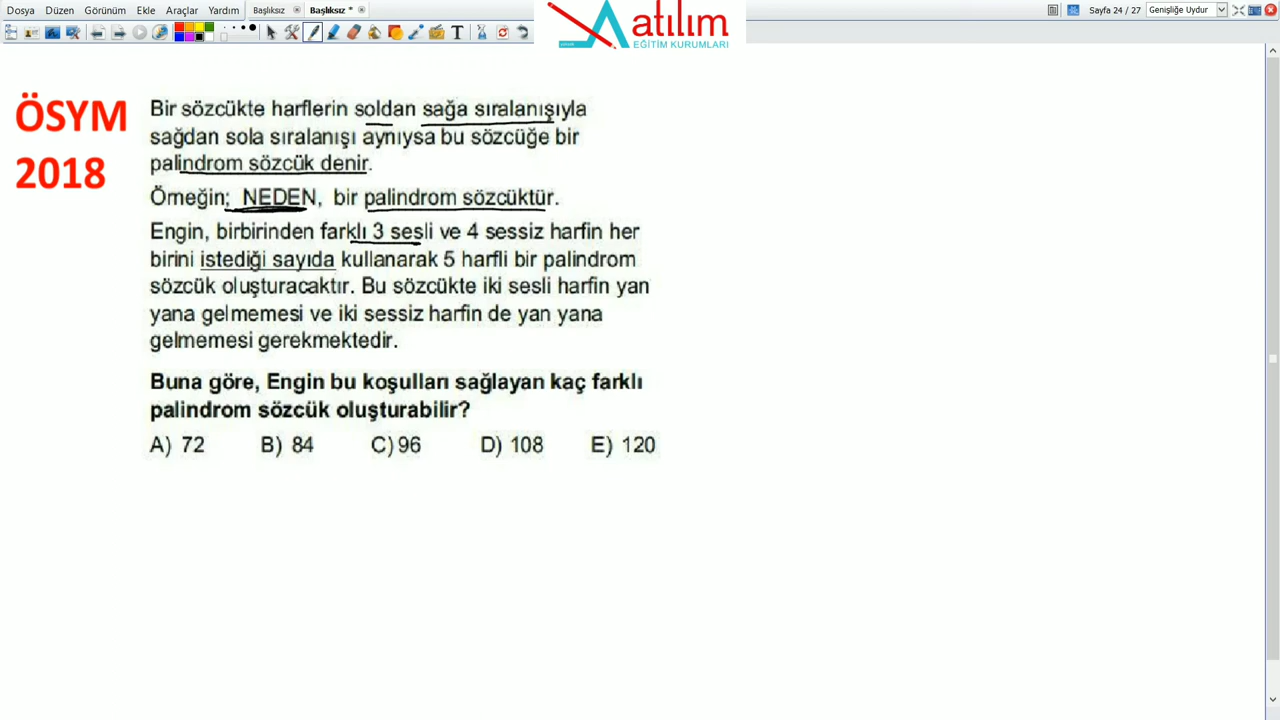 Dosya Düzen Görünüm Ekle Araçlar Yardım Başlıksız Başlıksız * Sayfa 24 / 27 Genişliğe Uydur
atılım
EĞİTİM KURUMLARI
ÖSYM
2018
Bir sözcükte harflerin soldan sağa sıralanışıyla
sağdan sola sıralanışı aynıysa bu sözcüğe bir
palindrom sözcük denir.
Örneğin; NEDEN, bir palindrom sözcüktür.
Engin, birbirinden farklı 3 sesli ve 4 sessiz harfin her
birini istediği sayıda kullanarak 5 harfli bir palindrom
sözcük oluşturacaktır. Bu sözcükte iki sesli harfin yan
yana gelmemesi ve iki sessiz harfin de yan yana
gelmemesi gerekmektedir.
Buna göre, Engin bu koşulları sağlayan kaç farklı
palindrom sözcük oluşturabilir?
A) 72 B) 84 C) 96 D) 108 E) 120